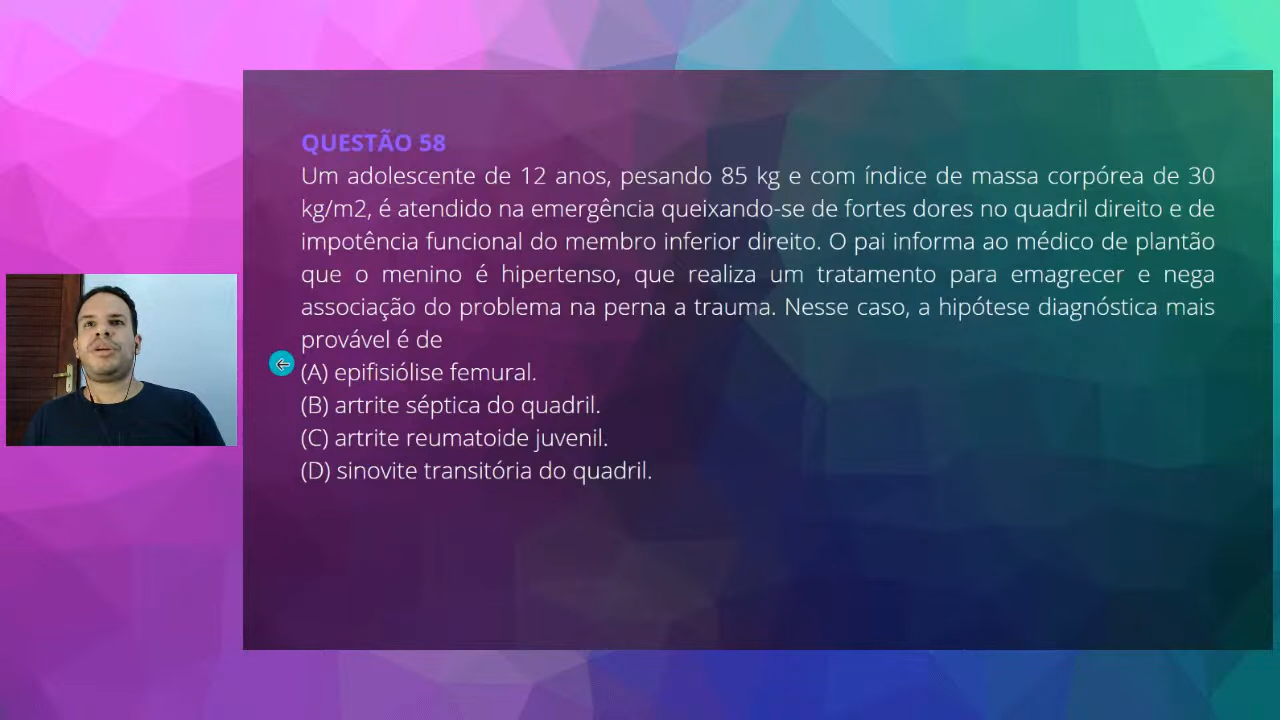 QUESTÃO 58
Um adolescente de 12 anos, pesando 85 kg e com índice de massa corpórea de 30
kg/m2, é atendido na emergência queixando-se de fortes dores no quadril direito e de
impotência funcional do membro inferior direito. O pai informa ao médico de plantão
que o menino é hipertenso, que realiza um tratamento para emagrecer e nega
associação do problema na perna a trauma. Nesse caso, a hipótese diagnóstica mais
provável é de
(A) epifisiólise femural.
(B) artrite séptica do quadril.
(C) artrite reumatoide juvenil.
(D) sinovite transitória do quadril.